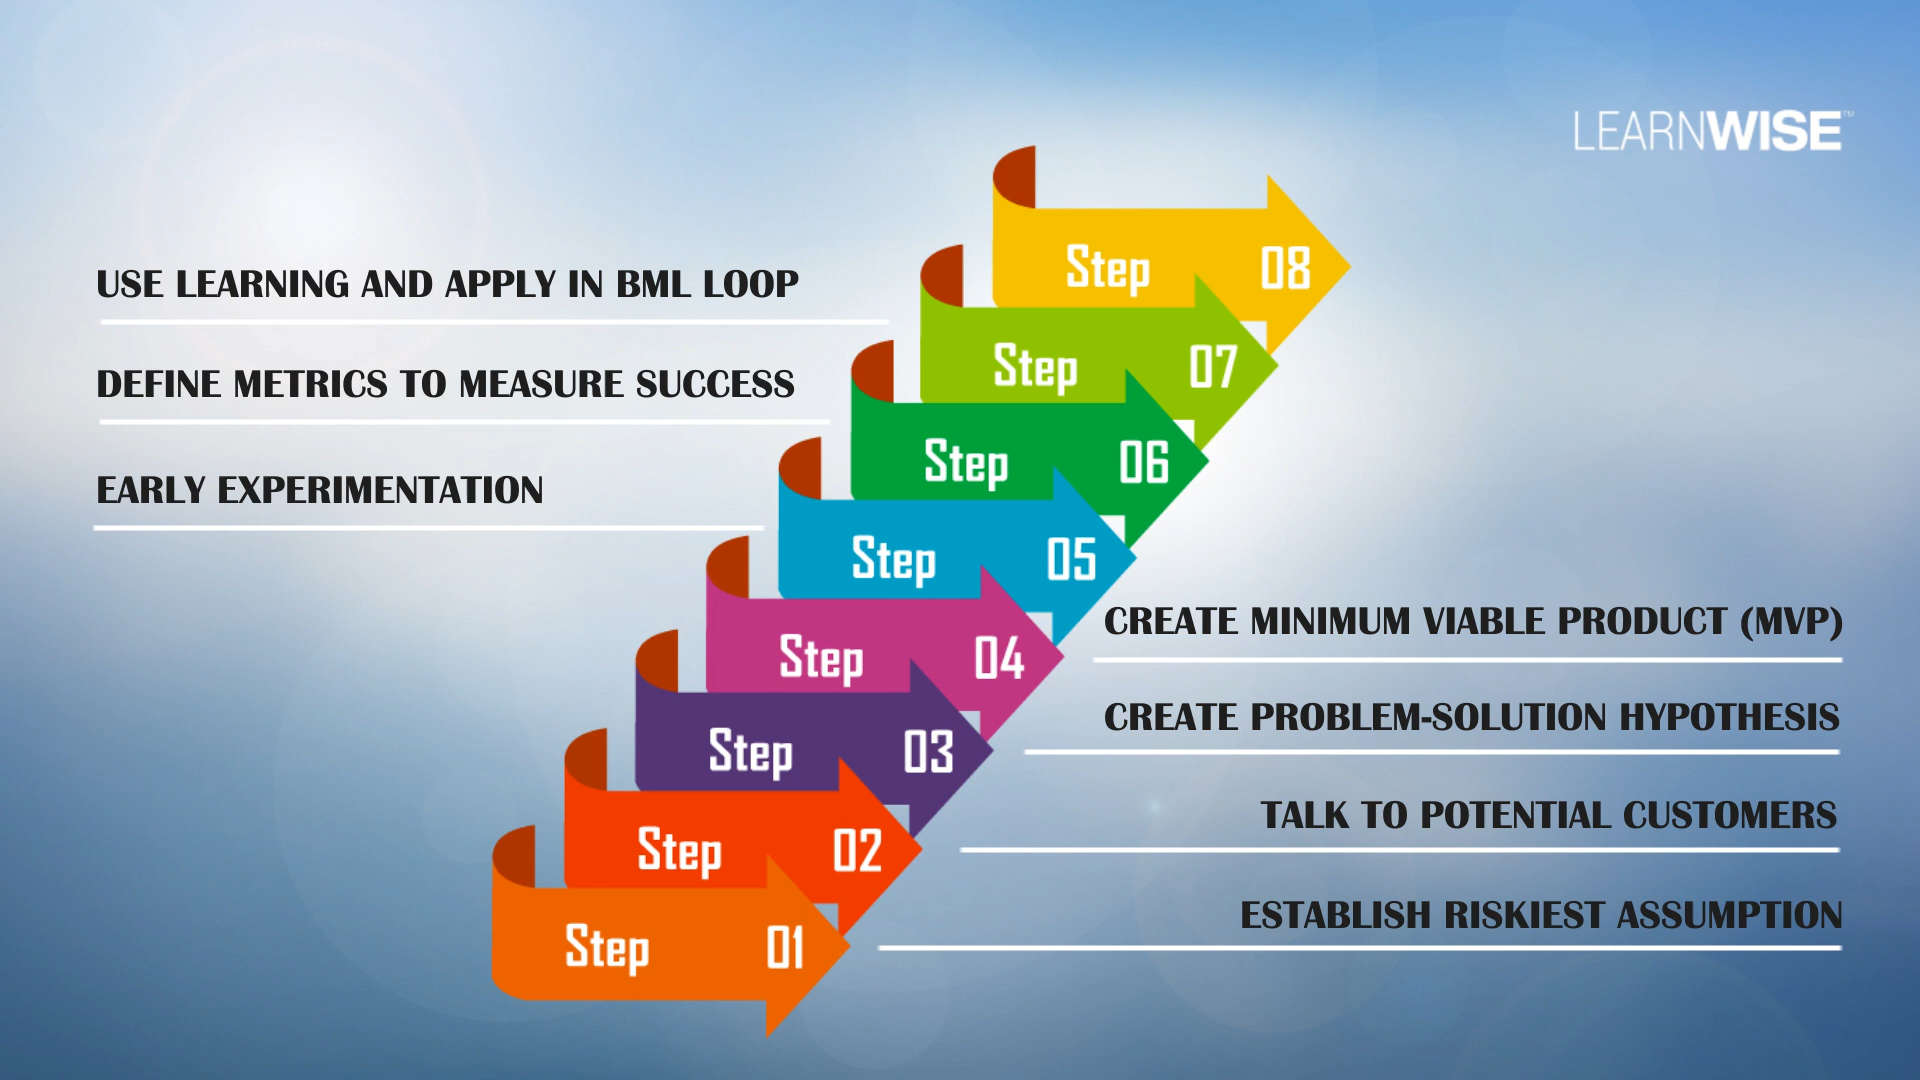 LEARNWISE™
Step 08
USE LEARNING AND APPLY IN BML LOOP
Step 07
DEFINE METRICS TO MEASURE SUCCESS
Step 06
EARLY EXPERIMENTATION
Step 05
CREATE MINIMUM VIABLE PRODUCT (MVP)
Step 04
CREATE PROBLEM-SOLUTION HYPOTHESIS
Step 03
TALK TO POTENTIAL CUSTOMERS
Step 02
ESTABLISH RISKIEST ASSUMPTION
Step 01